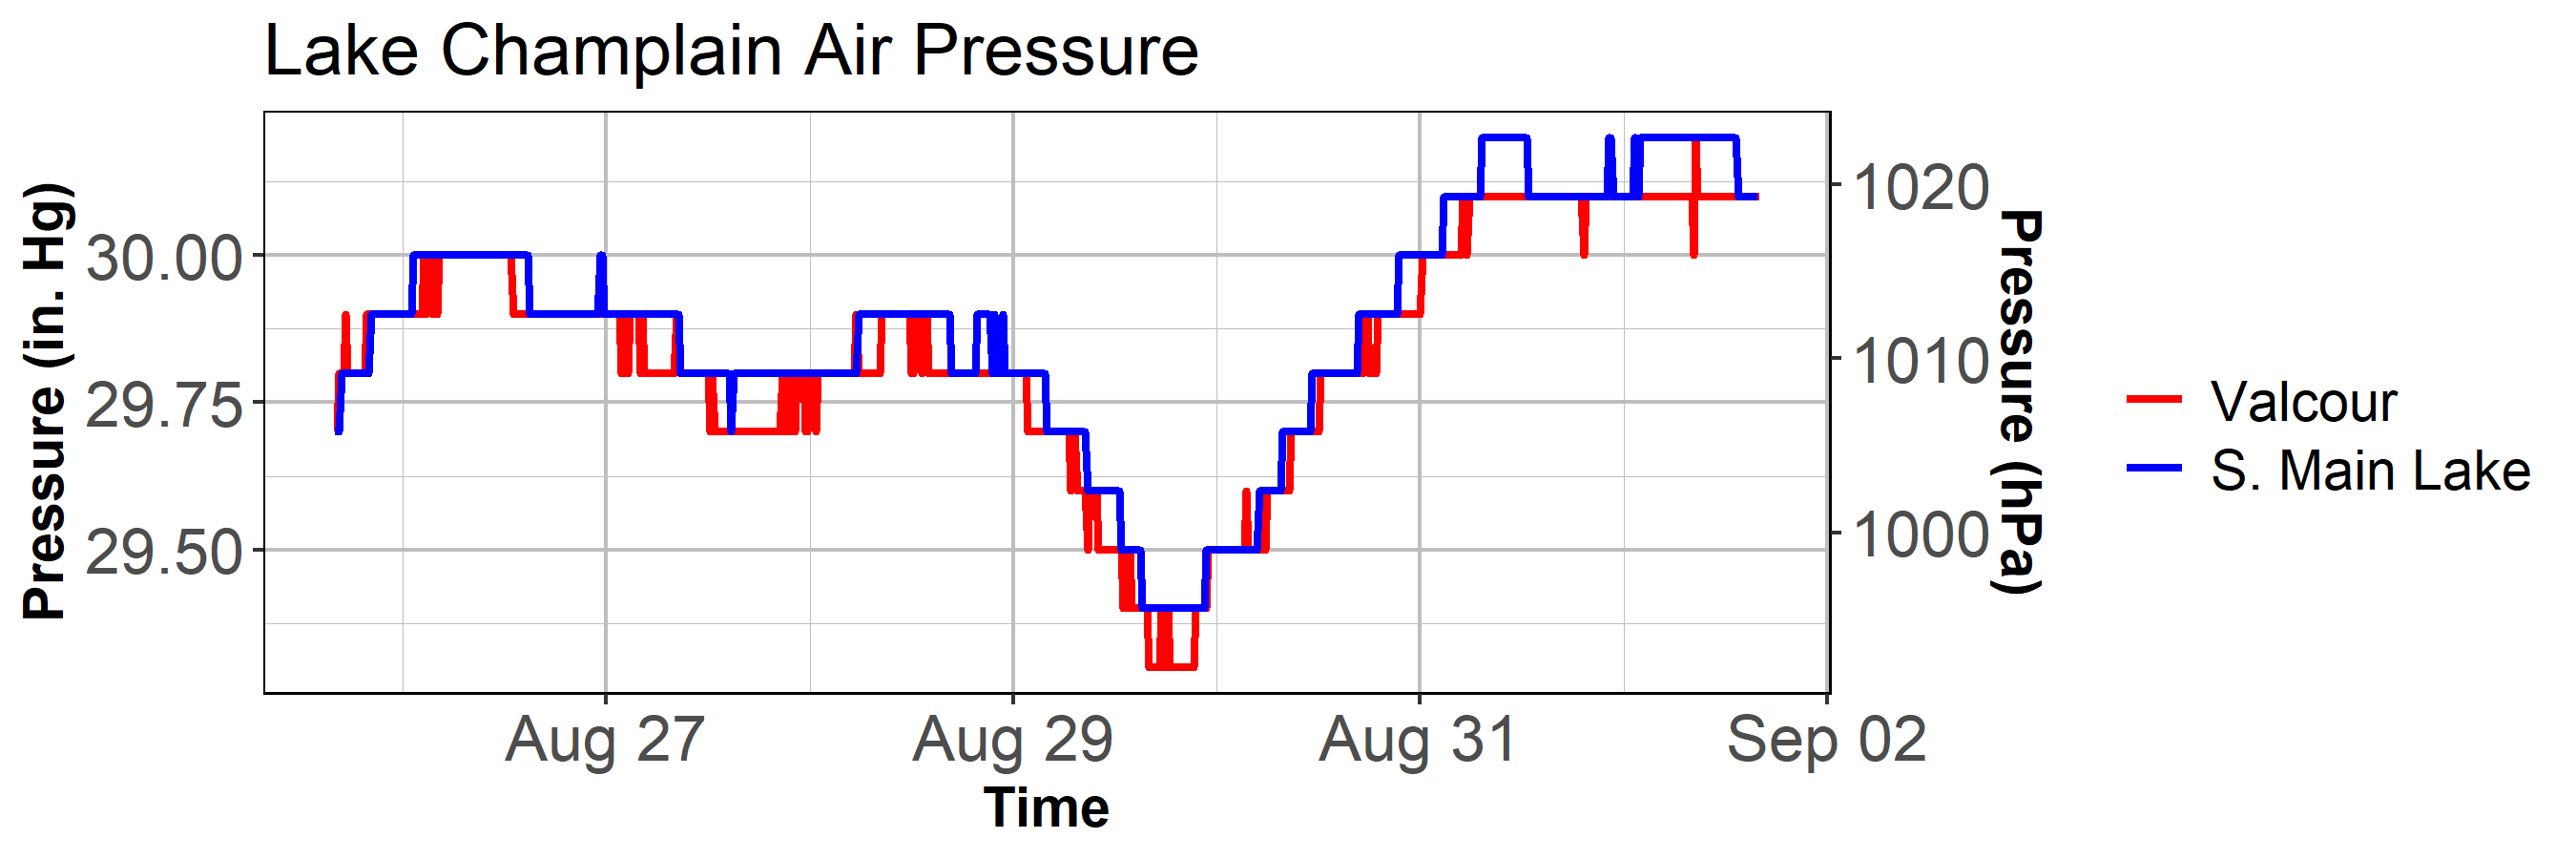 Lake Champlain Air Pressure
Pressure (in. Hg)
30.00
29.75
29.50
1020
1010
1000
Pressure (hPa)
Aug 27
Aug 29
Aug 31
Sep 02
Time
Valcour
S. Main Lake